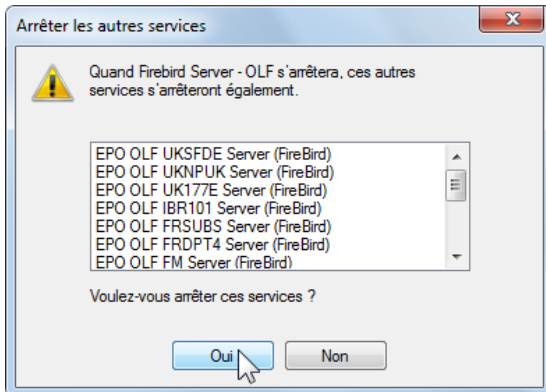 Arrêter les autres services
Quand Firebird Server - OLF s'arrêtera, ces autres
services s'arrêteront également.
EPO OLF UKSFDE Server (FireBird)
EPO OLF UKNPUK Server (FireBird)
EPO OLF UK177E Server (FireBird)
EPO OLF IBR101 Server (FireBird)
EPO OLF FRSUBS Server (FireBird)
EPO OLF FRDPT4 Server (FireBird)
EPO OLF FM Server (FireBird)
Voulez-vous arrêter ces services ?
Oui
Non